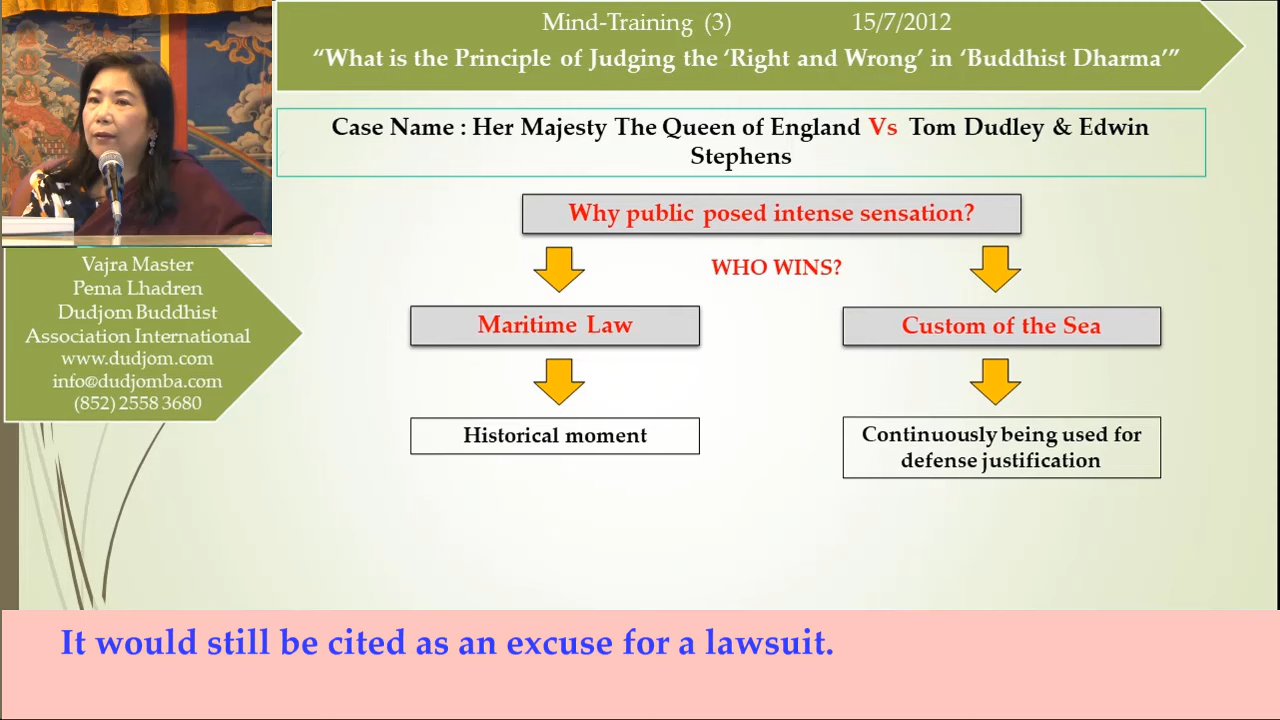 Mind-Training (3) 15/7/2012
“What is the Principle of Judging the ‘Right and Wrong’ in ‘Buddhist Dharma’”
Case Name : Her Majesty The Queen of England Vs Tom Dudley & Edwin
Stephens
Why public posed intense sensation?
WHO WINS?
Maritime Law
Custom of the Sea
Historical moment
Continuously being used for
defense justification
Vajra Master
Pema Lhadren
Dudjom Buddhist
Association International
www.dudjom.com
info@dudjomba.com
(852) 2558 3680
It would still be cited as an excuse for a lawsuit.